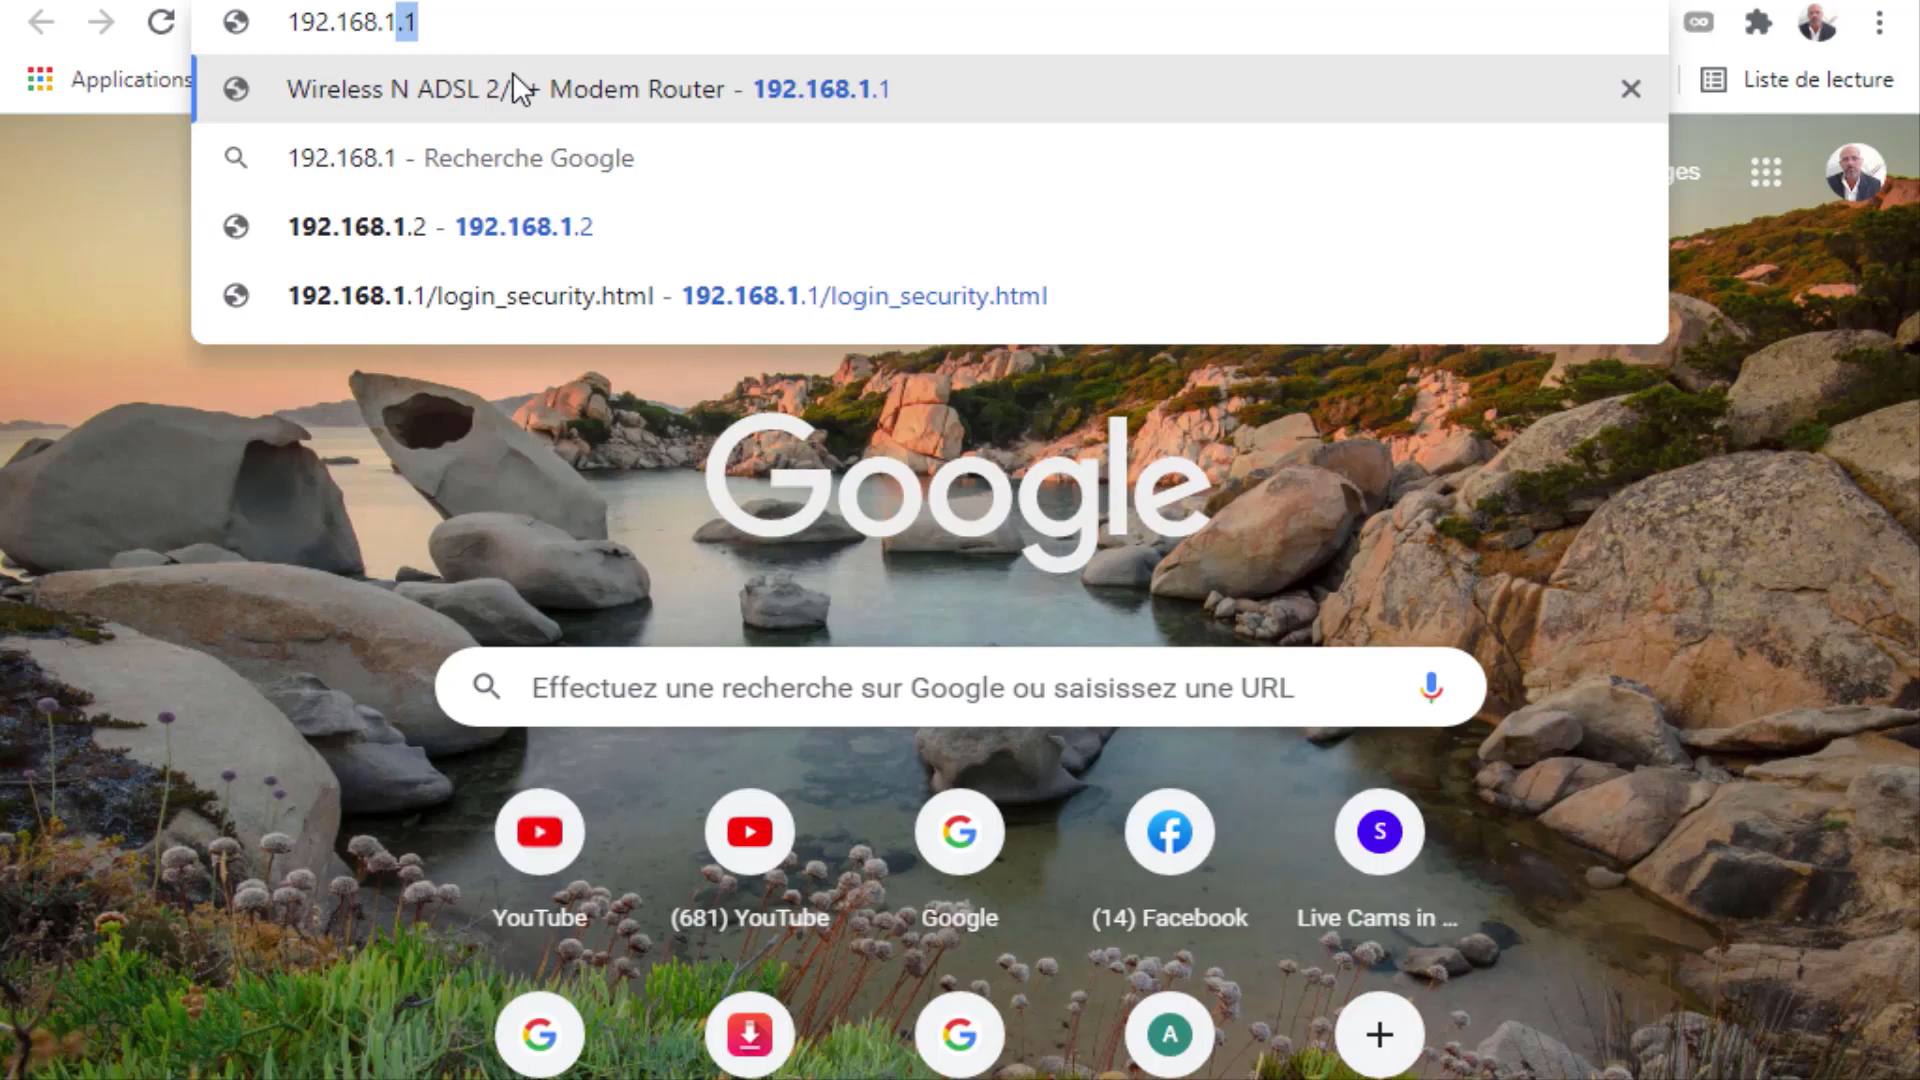 192.168.1.1
Applications
Wireless N ADSL 2/+ Modem Router - 192.168.1.1
Liste de lecture
192.168.1 - Recherche Google
ges
192.168.1.2 - 192.168.1.2
192.168.1.1/login_security.html - 192.168.1.1/login_security.html
Google
Effectuez une recherche sur Google ou saisissez une URL
S
YouTube
(681) YouTube
Google
(14) Facebook
Live Cams in ...
A